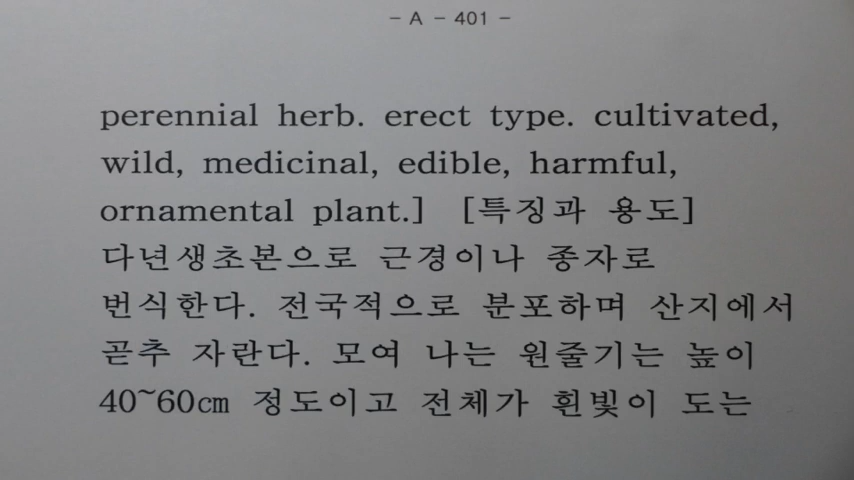 - A - 401 -
perennial herb. erect type. cultivated,
wild, medicinal, edible, harmful,
ornamental plant.] [특징과 용도]
다년생초본으로 근경이나 종자로
번식한다. 전국적으로 분포하며 산지에서
곧추 자란다. 모여 나는 원줄기는 높이
40~60㎝ 정도이고 전체가 흰빛이 도는